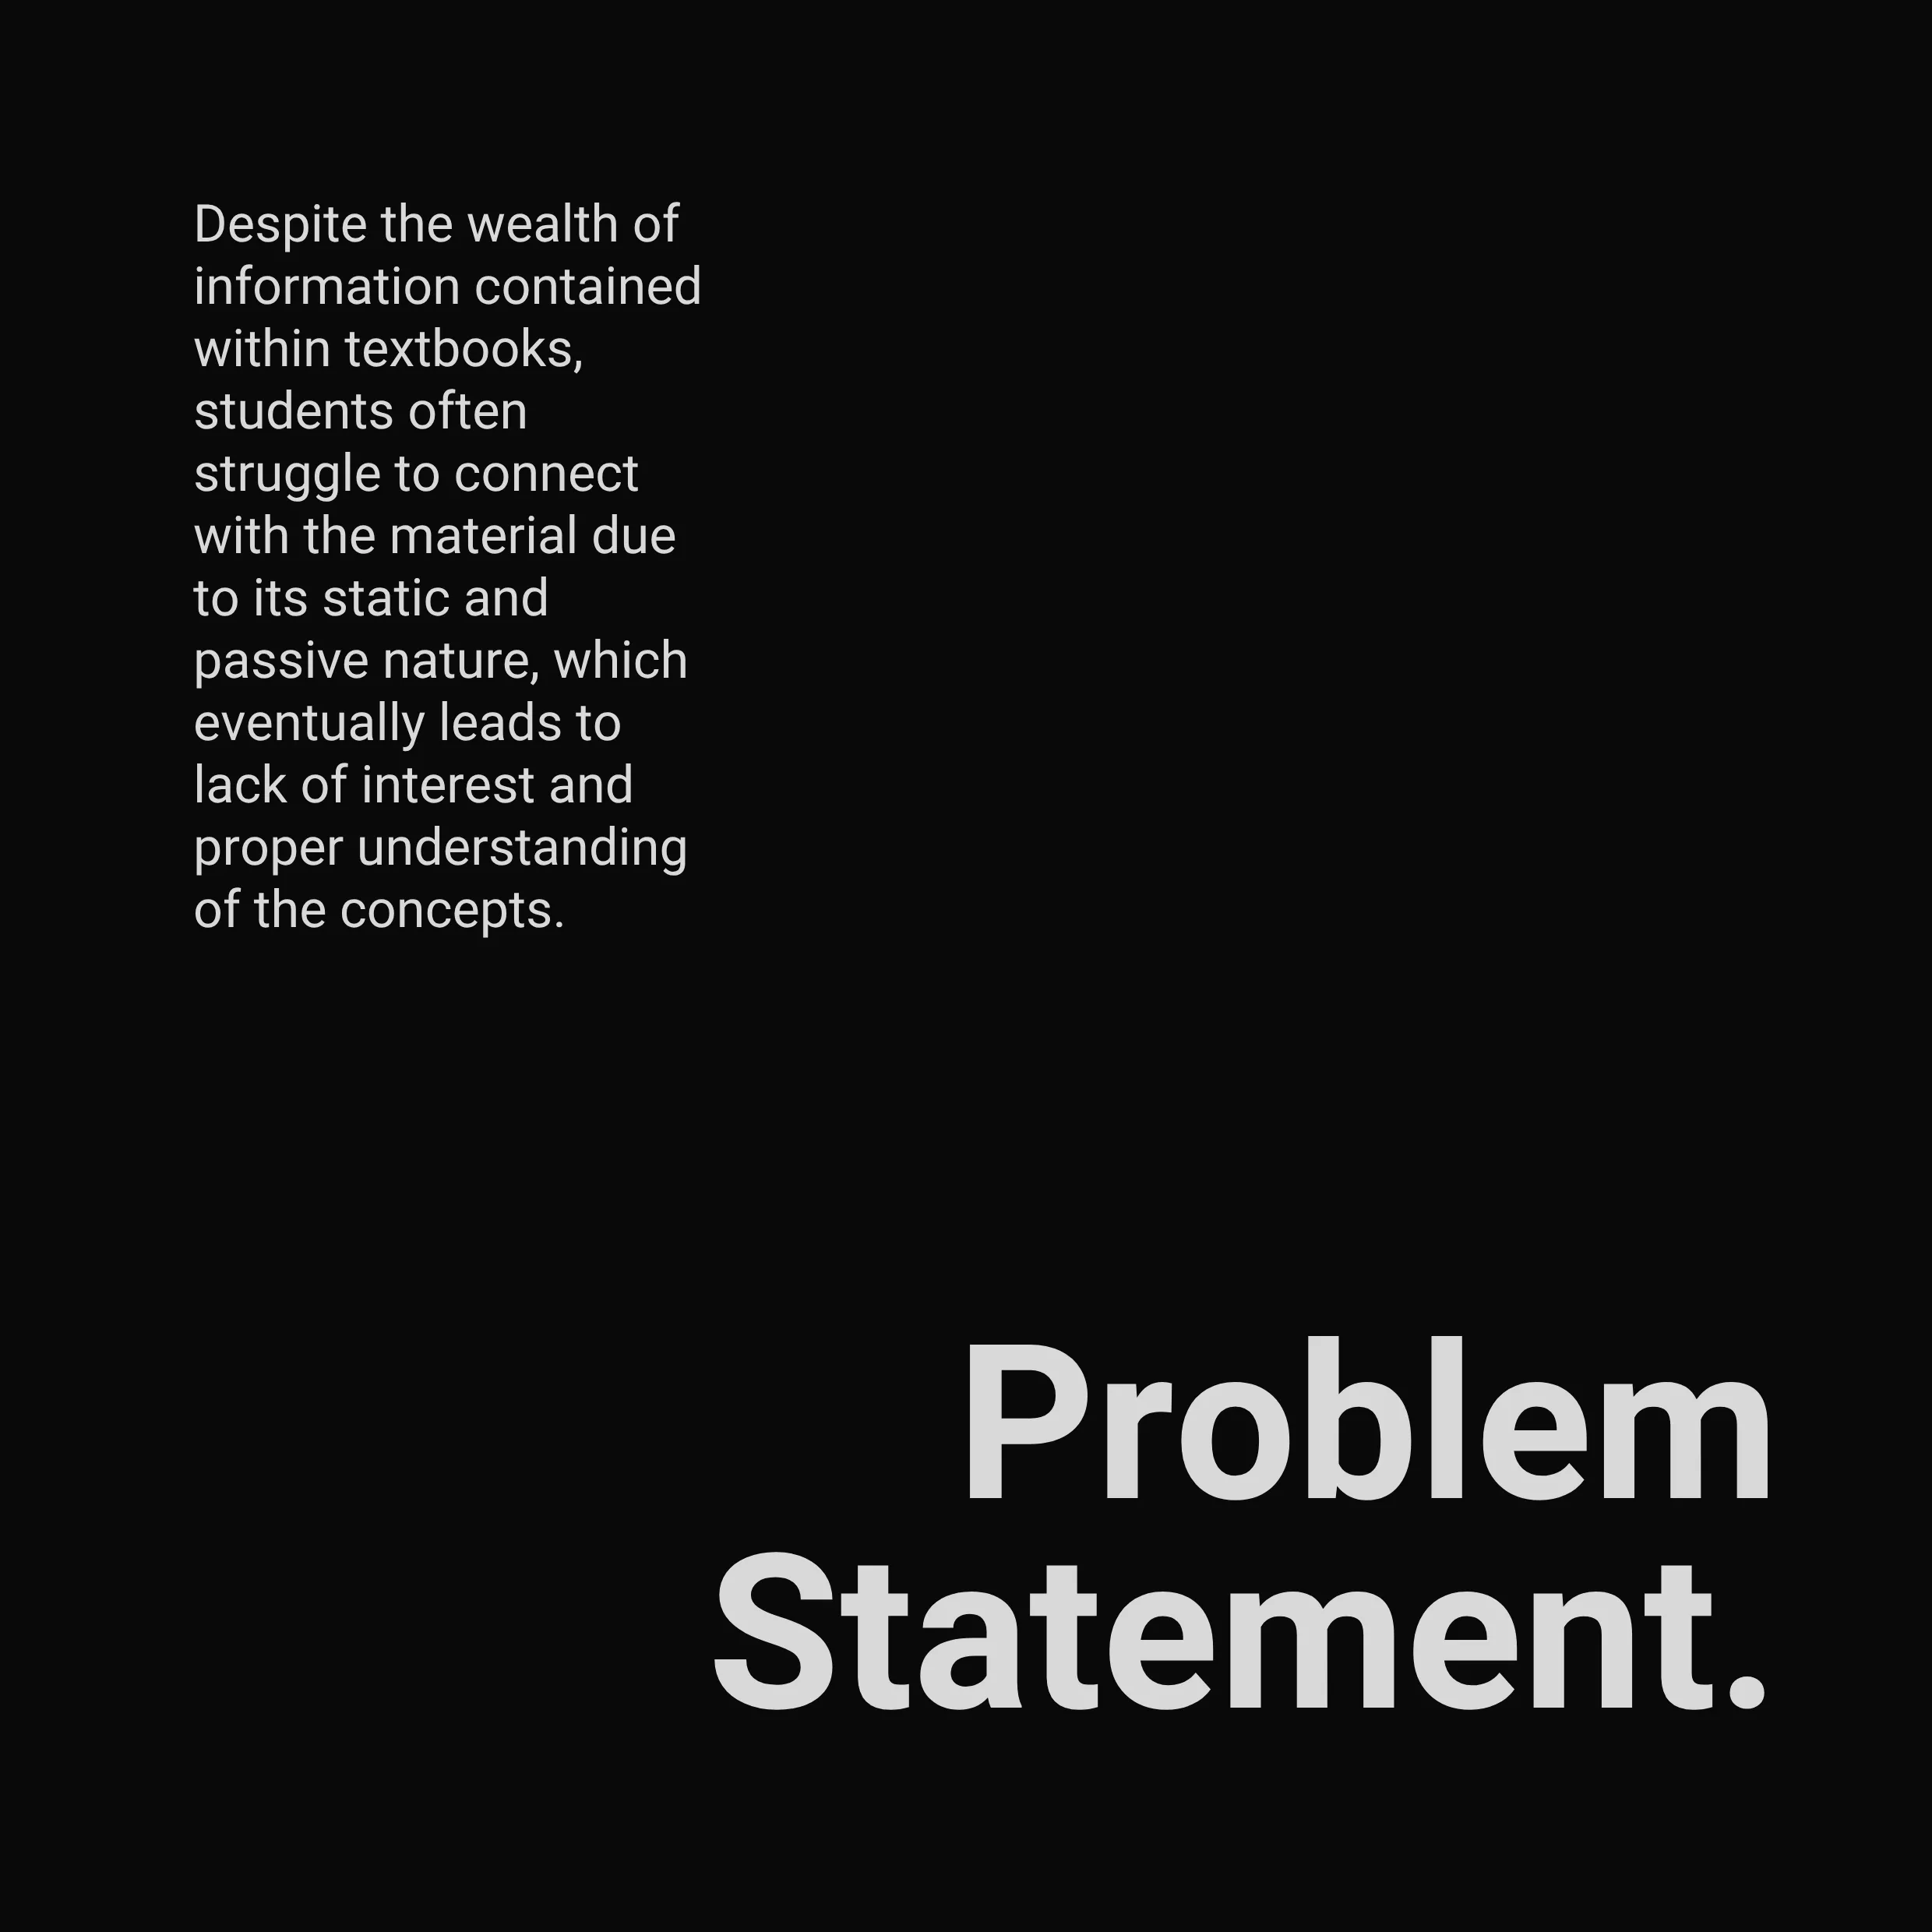 Despite the wealth of
information contained
within textbooks,
students often
struggle to connect
with the material due
to its static and
passive nature, which
eventually leads to
lack of interest and
proper understanding
of the concepts.
Problem
Statement.